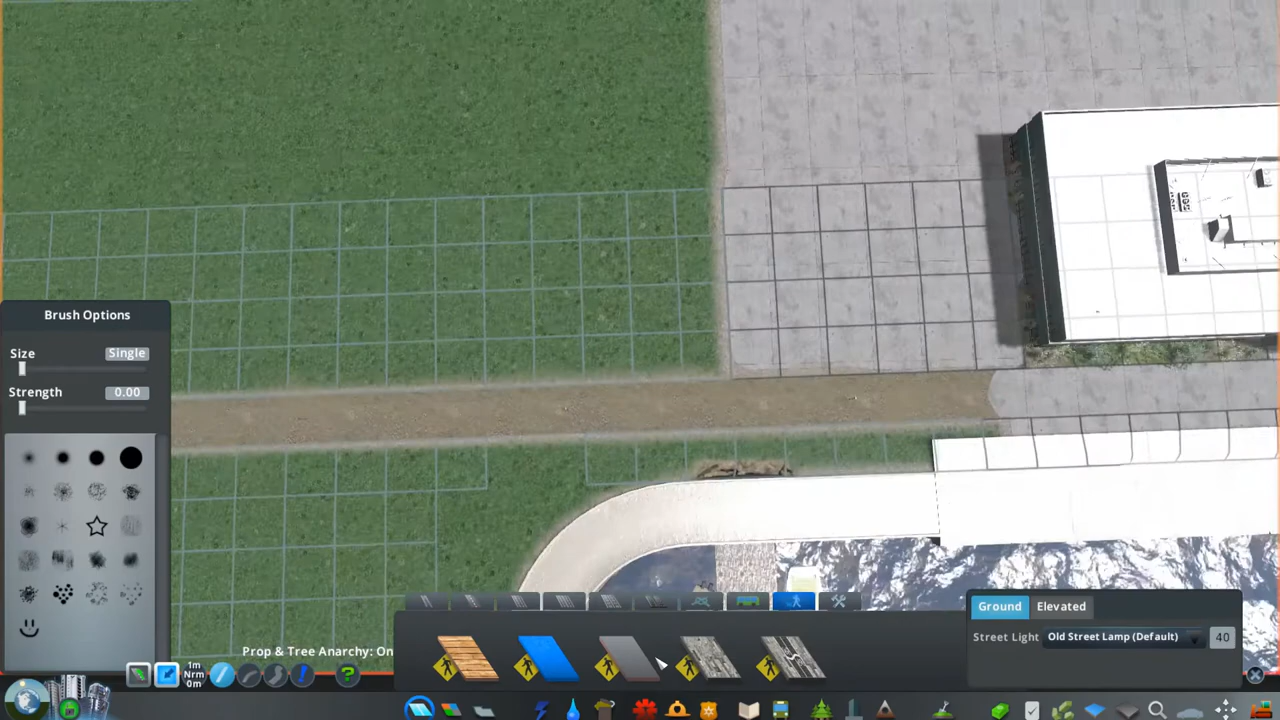 Brush Options
Size Single
Strength 0.00
Prop & Tree Anarchy: On
1m
Nrm
0m
Ground Elevated
Street Light Old Street Lamp (Default) 40